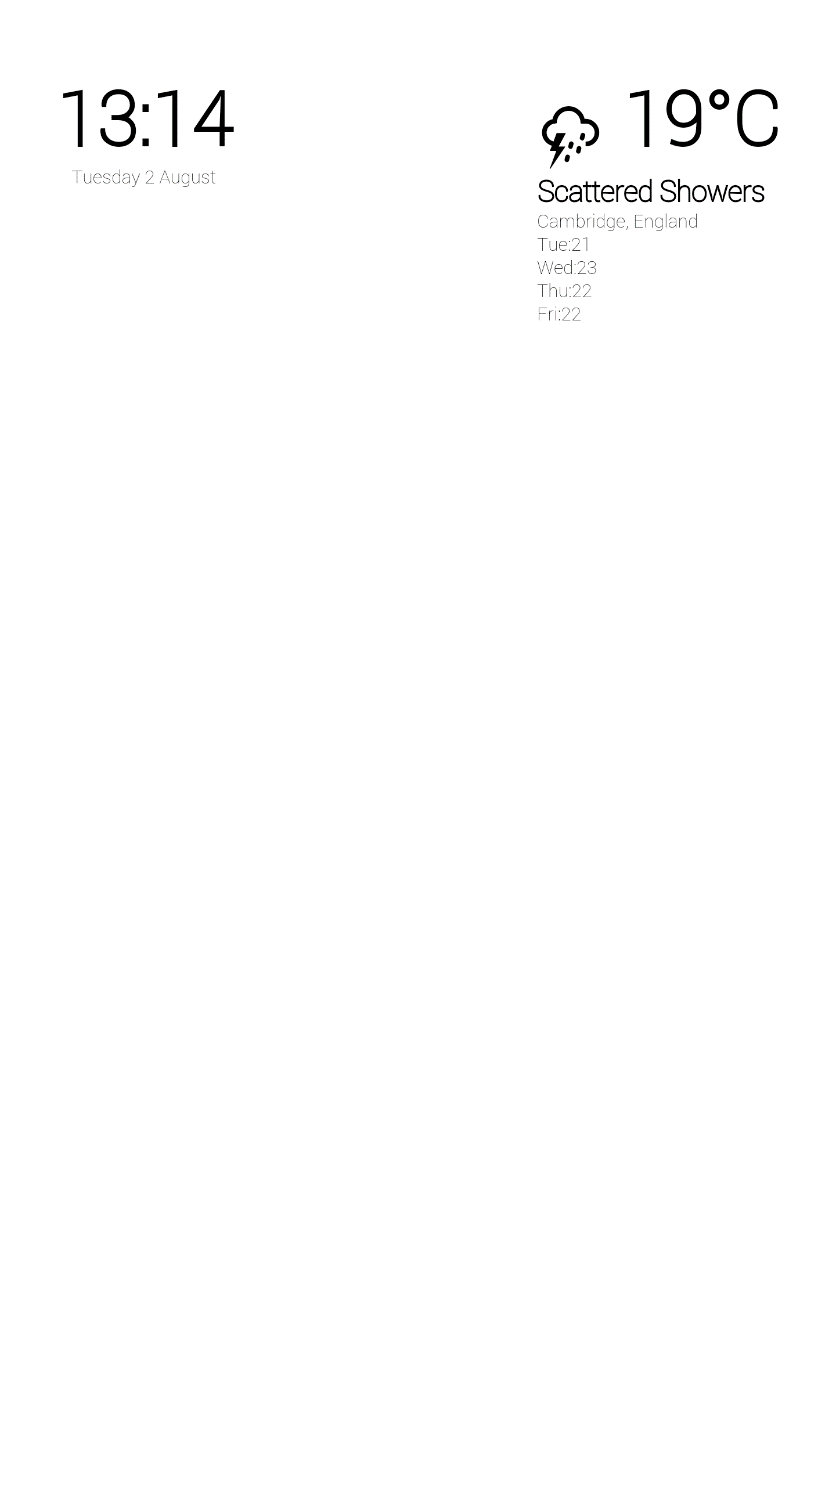 13:14
Tuesday 2 August
19°C
Scattered Showers
Cambridge, England
Tue:21
Wed:23
Thu:22
Fri:22